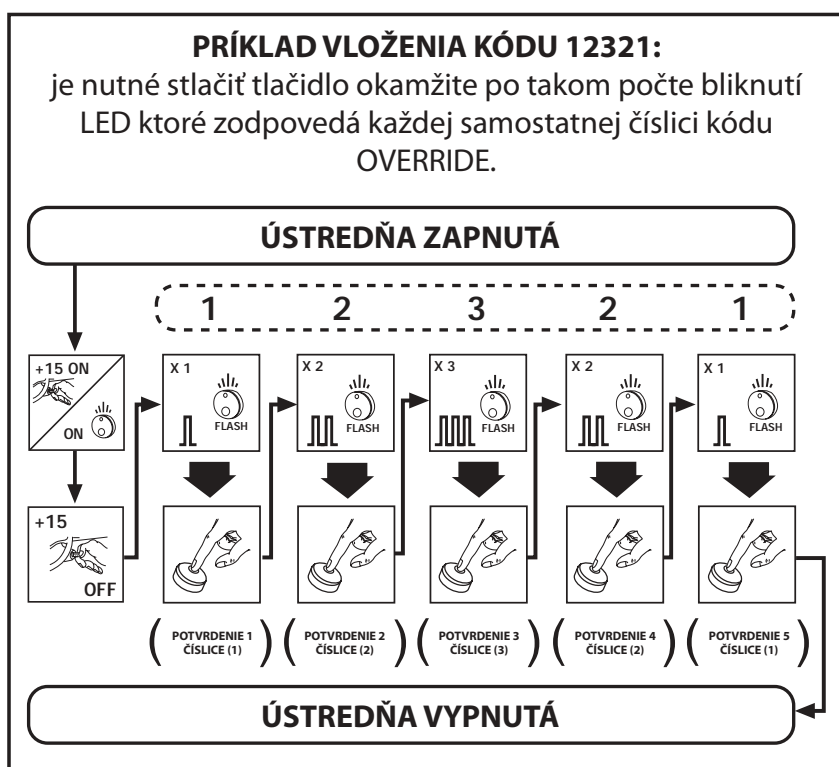 PRÍKLAD VLOŽENIA KÓDU 12321:
je nutné stlačiť tlačidlo okamžite po takom počte bliknutí
LED ktoré zodpovedá každej samostatnej číslici kódu
OVERRIDE.
ÚSTREDŇA ZAPNUTÁ
1 2 3 2 1
+15 ON
ON
X 1
FLASH
X 2
FLASH
X 3
FLASH
X 2
FLASH
X 1
FLASH
+15
OFF
( POTVRDENIE 1
ČÍSLICE (1) )
( POTVRDENIE 2
ČÍSLICE (2) )
( POTVRDENIE 3
ČÍSLICE (3) )
( POTVRDENIE 4
ČÍSLICE (2) )
( POTVRDENIE 5
ČÍSLICE (1) )
ÚSTREDŇA VYPNUTÁ